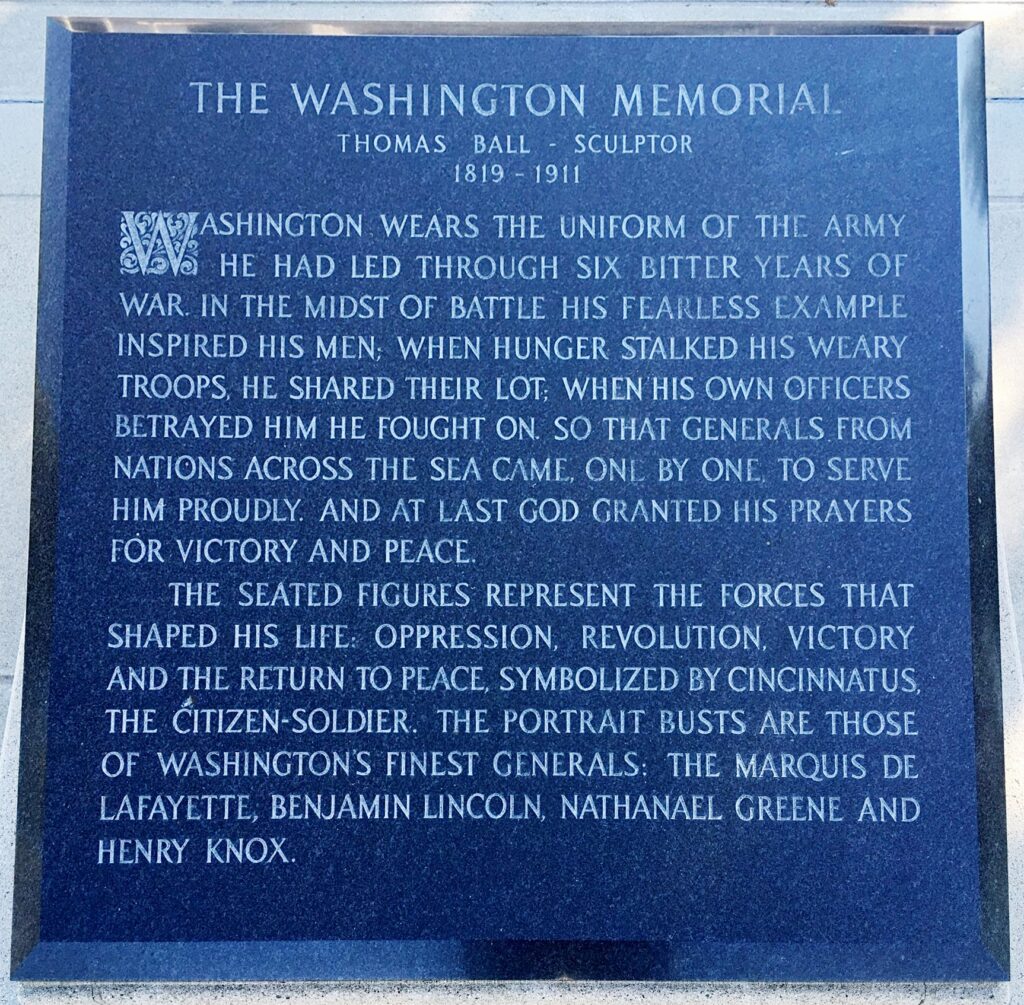 THE WASHINGTON MEMORIAL
THOMAS BALL - SCULPTOR
1819 - 1911
WASHINGTON WEARS THE UNIFORM OF THE ARMY
HE HAD LED THROUGH SIX BITTER YEARS OF
WAR. IN THE MIDST OF BATTLE HIS FEARLESS EXAMPLE
INSPIRED HIS MEN; WHEN HUNGER STALKED HIS WEARY
TROOPS, HE SHARED THEIR LOT; WHEN HIS OWN OFFICERS
BETRAYED HIM HE FOUGHT ON. SO THAT GENERALS FROM
NATIONS ACROSS THE SEA CAME, ONE BY ONE, TO SERVE
HIM PROUDLY. AND AT LAST GOD GRANTED HIS PRAYERS
FOR VICTORY AND PEACE.
THE SEATED FIGURES REPRESENT THE FORCES THAT
SHAPED HIS LIFE: OPPRESSION, REVOLUTION, VICTORY
AND THE RETURN TO PEACE, SYMBOLIZED BY CINCINNATUS,
THE CITIZEN-SOLDIER. THE PORTRAIT BUSTS ARE THOSE
OF WASHINGTON'S FINEST GENERALS: THE MARQUIS DE
LAFAYETTE, BENJAMIN LINCOLN, NATHANAEL GREENE AND
HENRY KNOX.